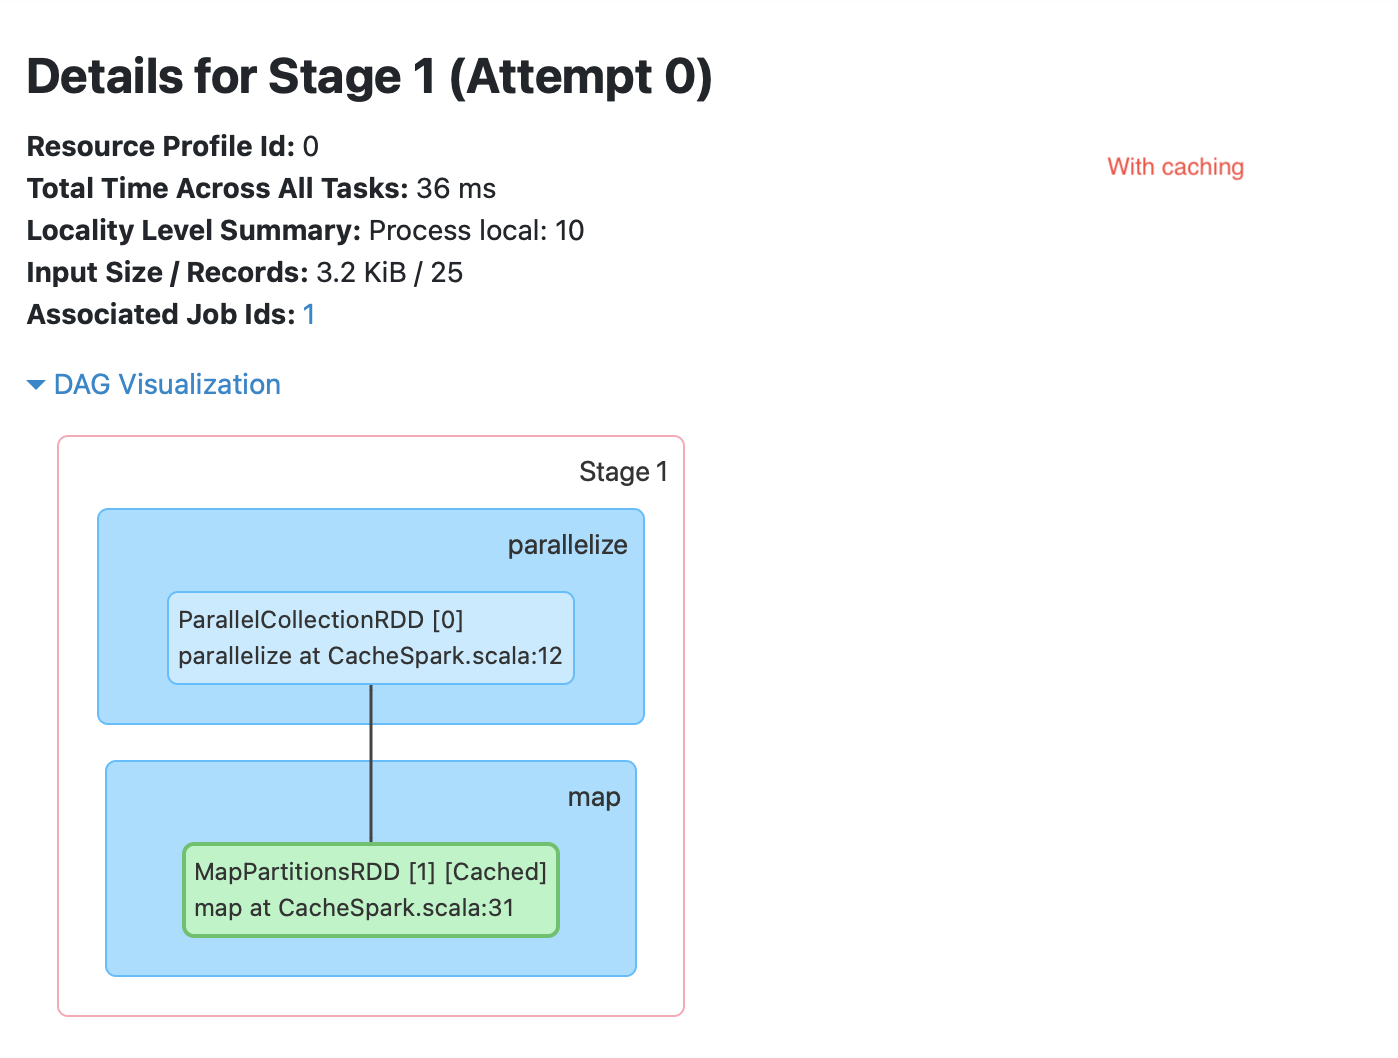 Details for Stage 1 (Attempt 0)
Resource Profile Id: 0
With caching
Total Time Across All Tasks: 36 ms
Locality Level Summary: Process local: 10
Input Size / Records: 3.2 KiB / 25
Associated Job Ids: 1
DAG Visualization
Stage 1
parallelize
ParallelCollectionRDD [0]
parallelize at CacheSpark.scala:12
map
MapPartitionsRDD [1] [Cached]
map at CacheSpark.scala:31